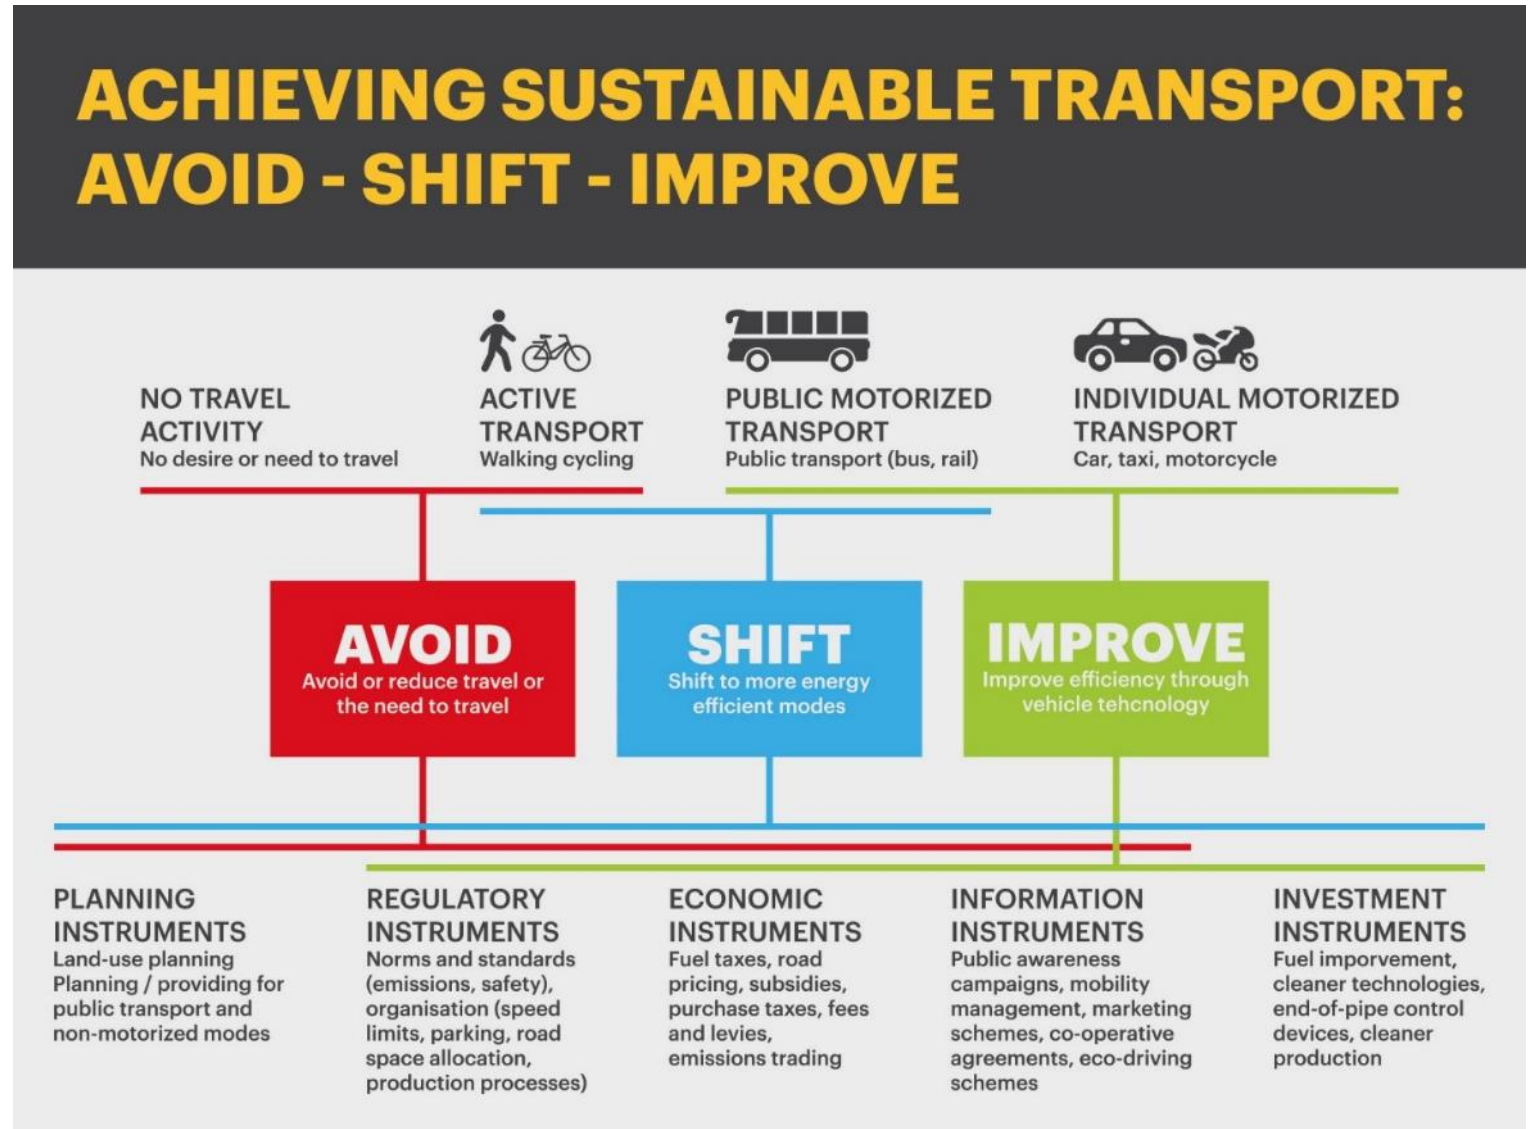 ACHIEVING SUSTAINABLE TRANSPORT:
AVOID - SHIFT - IMPROVE
NO TRAVEL
ACTIVITY
No desire or need to travel
ACTIVE
TRANSPORT
Walking cycling
PUBLIC MOTORIZED
TRANSPORT
Public transport (bus, rail)
INDIVIDUAL MOTORIZED
TRANSPORT
Car, taxi, motorcycle
AVOID
Avoid or reduce travel or
the need to travel
SHIFT
Shift to more energy
efficient modes
IMPROVE
Improve efficiency through
vehicle tehcnology
PLANNING
INSTRUMENTS
Land-use planning
Planning / providing for
public transport and
non-motorized modes
REGULATORY
INSTRUMENTS
Norms and standards
(emissions, safety),
organisation (speed
limits, parking, road
space allocation,
production processes)
ECONOMIC
INSTRUMENTS
Fuel taxes, road
pricing, subsidies,
purchase taxes, fees
and levies,
emissions trading
INFORMATION
INSTRUMENTS
Public awareness
campaigns, mobility
management, marketing
schemes, co-operative
agreements, eco-driving
schemes
INVESTMENT
INSTRUMENTS
Fuel imporvement,
cleaner technologies,
end-of-pipe control
devices, cleaner
production